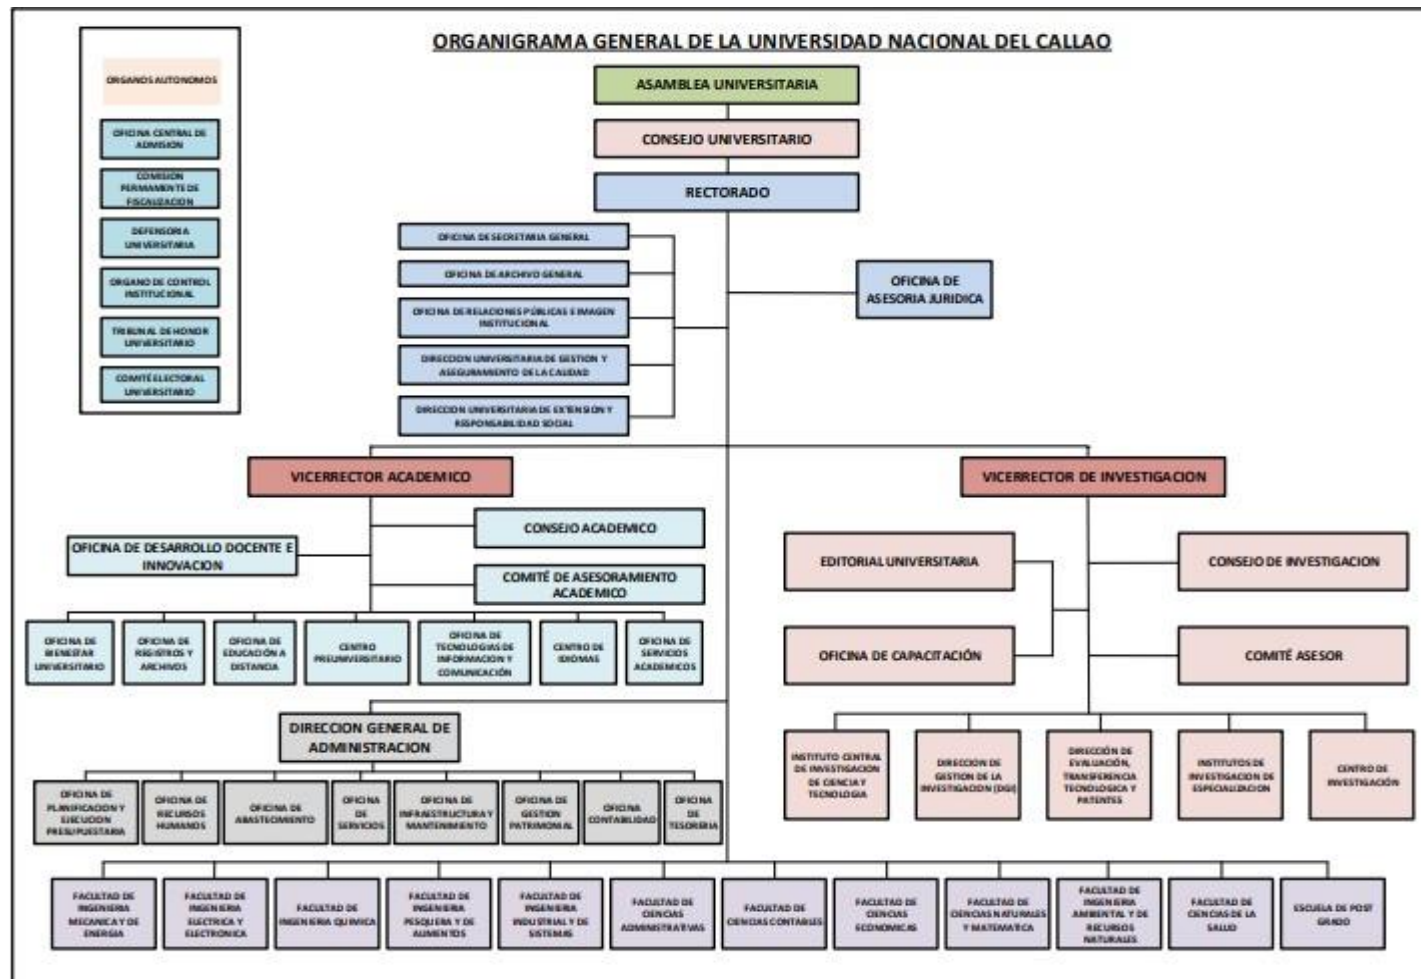 ORGANIGRAMA GENERAL DE LA UNIVERSIDAD NACIONAL DEL CALLAO
ORGANOS AUTONOMOS
OFICINA CENTRAL DE
ADMISION
COMISION
PERMAMENTE DE
FISCALIZACION
DEFENSORIA
UNIVERSITARIA
ORGANO DE CONTROL
INSTITUCIONAL
TRIBUNAL DE HONOR
UNIVERSITARIO
COMITÉ ELECTORAL
UNIVERSITARIO
ASAMBLEA UNIVERSITARIA
CONSEJO UNIVERSITARIO
RECTORADO
OFICINA DE SECRETARIA GENERAL
OFICINA DE ARCHIVO GENERAL
OFICINA DE RELACIONES PÚBLICAS E IMAGEN
INSTITUCIONAL
DIRECCION UNIVERSITARIA DE GESTION Y
ASEGURAMIENTO DE LA CALIDAD
DIRECCION UNIVERSITARIA DE EXTENSION Y
RESPONSABILIDAD SOCIAL
OFICINA DE
ASESORIA JURIDICA
VICERRECTOR ACADEMICO
CONSEJO ACADEMICO
OFICINA DE DESARROLLO DOCENTE E
INNOVACION
COMITÉ DE ASESORAMIENTO
ACADEMICO
OFICINA DE
BIENESTAR
UNIVERSITARIO
OFICINA DE
REGISTROS Y
ARCHIVOS
OFICINA DE
EDUCACIÓN A
DISTANCIA
CENTRO
PREUNIVERSITARIO
OFICINA DE
TECNOLOGIAS DE
INFORMACION Y
COMUNICACIÓN
CENTRO DE
IDIOMAS
OFICINA DE
SERVICIOS
ACADEMICOS
VICERRECTOR DE INVESTIGACION
EDITORIAL UNIVERSITARIA
CONSEJO DE INVESTIGACION
OFICINA DE CAPACITACIÓN
COMITÉ ASESOR
INSTITUTO CENTRAL
DE INVESTIGACION
DE CIENCIA Y
TECNOLOGIA
DIRECCIÓN DE
GESTION DE LA
INVESTIGACION (DGI)
DIRECCIÓN DE
EVALUACIÓN,
TRANSFERENCIA
TECNOLOGICA Y
PATENTES
INSTITUTOS DE
INVESTIGACION DE
ESPECIALIZACION
CENTRO DE
INVESTIGACIÓN
DIRECCION GENERAL DE
ADMINISTRACION
OFICINA DE
PLANIFICACION Y
EJECUCION
PRESUPUESTARIA
OFICINA DE
RECURSOS
HUMANOS
OFICINA DE
ABASTECIMIENTO
OFICINA
DE
SERVICIOS
OFICINA DE
INFRAESTRUCTURA Y
MANTENIMIENTO
OFICINA DE
GESTION
PATRIMONIAL
OFICINA
CONTABILIDAD
OFICINA
DE
TESORERIA
FACULTAD DE
INGENIERIA
MECANICA Y DE
ENERGIA
FACULTAD DE
INGENIERIA
ELECTRICA Y
ELECTRONICA
FACULTAD DE
INGENIERIA QUIMICA
FACULTAD DE
INGENIERIA
PESQUERA Y DE
ALIMENTOS
FACULTAD DE
INGENIERIA
INDUSTRIAL Y DE
SISTEMAS
FACULTAD DE
CIENCIAS
ADMINISTRATIVAS
FACULTAD DE
CIENCIAS CONTABLES
FACULTAD DE
CIENCIAS
ECONOMICAS
FACULTAD DE
CIENCIAS NATURALES
Y MATEMATICA
FACULTAD DE
INGENIERIA
AMBIENTAL Y DE
RECURSOS
NATURALES
FACULTAD DE
CIENCIAS DE LA
SALUD
ESCUELA DE POST
GRADO